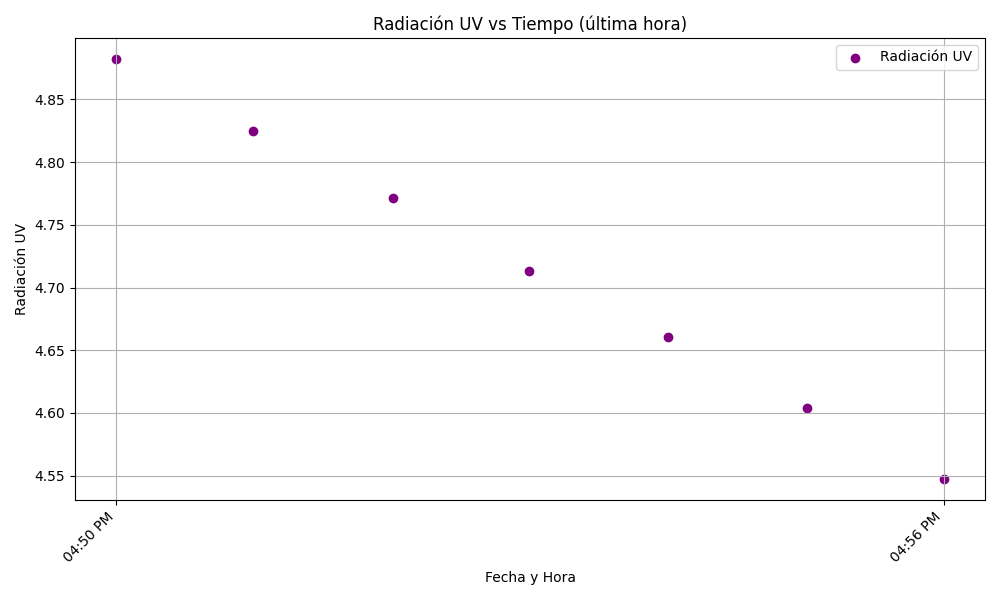 Radiación UV vs Tiempo (última hora)
Radiación UV
4.85
4.80
4.75
4.70
4.65
4.60
4.55
Radiación UV
04:50 PM
04:56 PM
Fecha y Hora